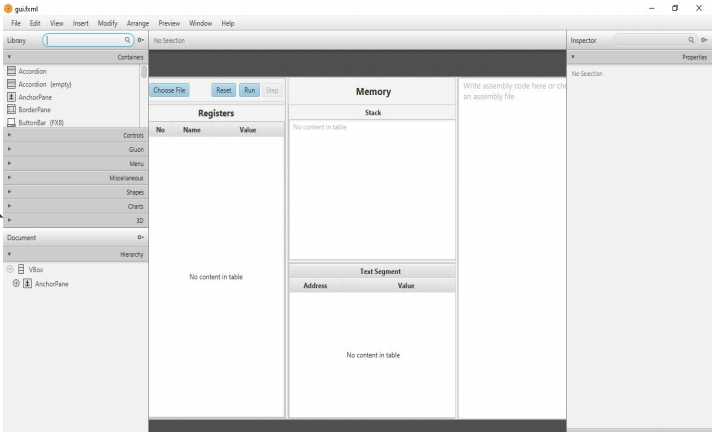 gui.fxml
File Edit View Insert Modify Arrange Preview Window Help
Library
No Selection
Inspector
Containers
Properties
Accordion
Accordion (empty)
AnchorPane
BorderPane
ButtonBar (FX8)
Controls
Gluon
Menu
Miscellaneous
Shapes
Charts
3D
Document
Hierarchy
VBox
AnchorPane
Choose File Reset Run Step
Registers
No Name Value
No content in table
Memory
Stack
No content in table
Text Segment
Address Value
No content in table
Write assembly code here or cho
an assembly file
No Selection